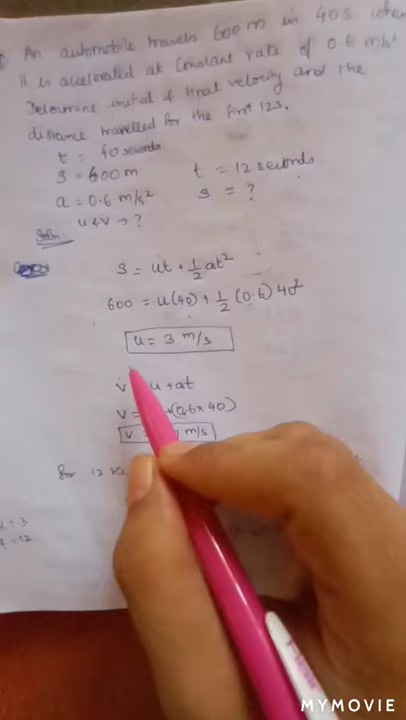 An automobile travels 600 m in 40 s when
it is accelerated at Constant rate of 0.6 m/s²
Determine initial & final velocity and the
distance travelled for the first 12s.
t = 40 seconds
s = 600 m
t = 12 seconds
a = 0.6 m/s²
s = ?
u & v → ?
Soln:
s = ut + 1/2 at²
600 = u(40) + 1/2 (0.6) 40²
u = 3 m/s
v u + at
v = (0.6 x 40)
v m/s
for 12
u = 3
t = 12
MYMOVIE